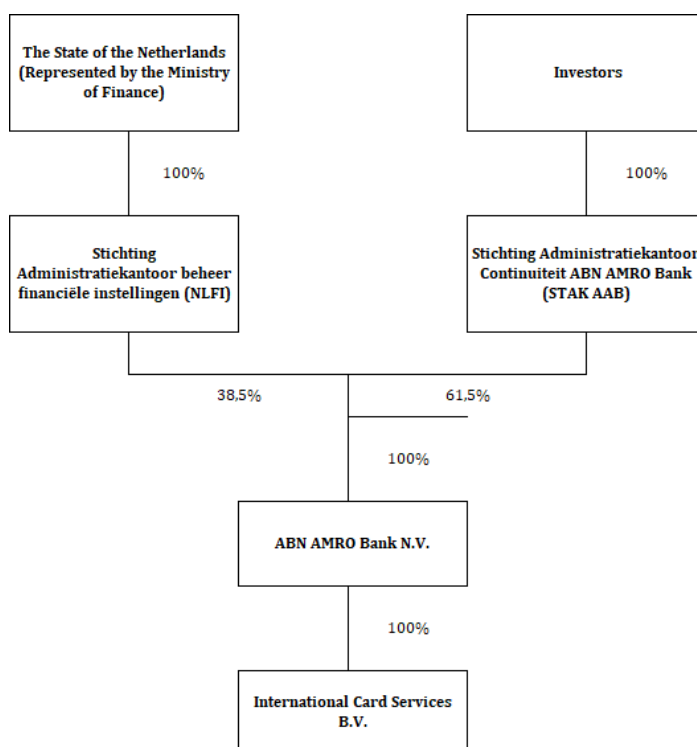 The State of the Netherlands
(Represented by the Ministry
of Finance)
Investors
100%
100%
Stichting
Administratiekantoor beheer
financiële instellingen (NLFI)
Stichting Administratiekantoor
Continuiteit ABN AMRO Bank
(STAK AAB)
38,5%
61,5%
100%
ABN AMRO Bank N.V.
100%
International Card Services
B.V.